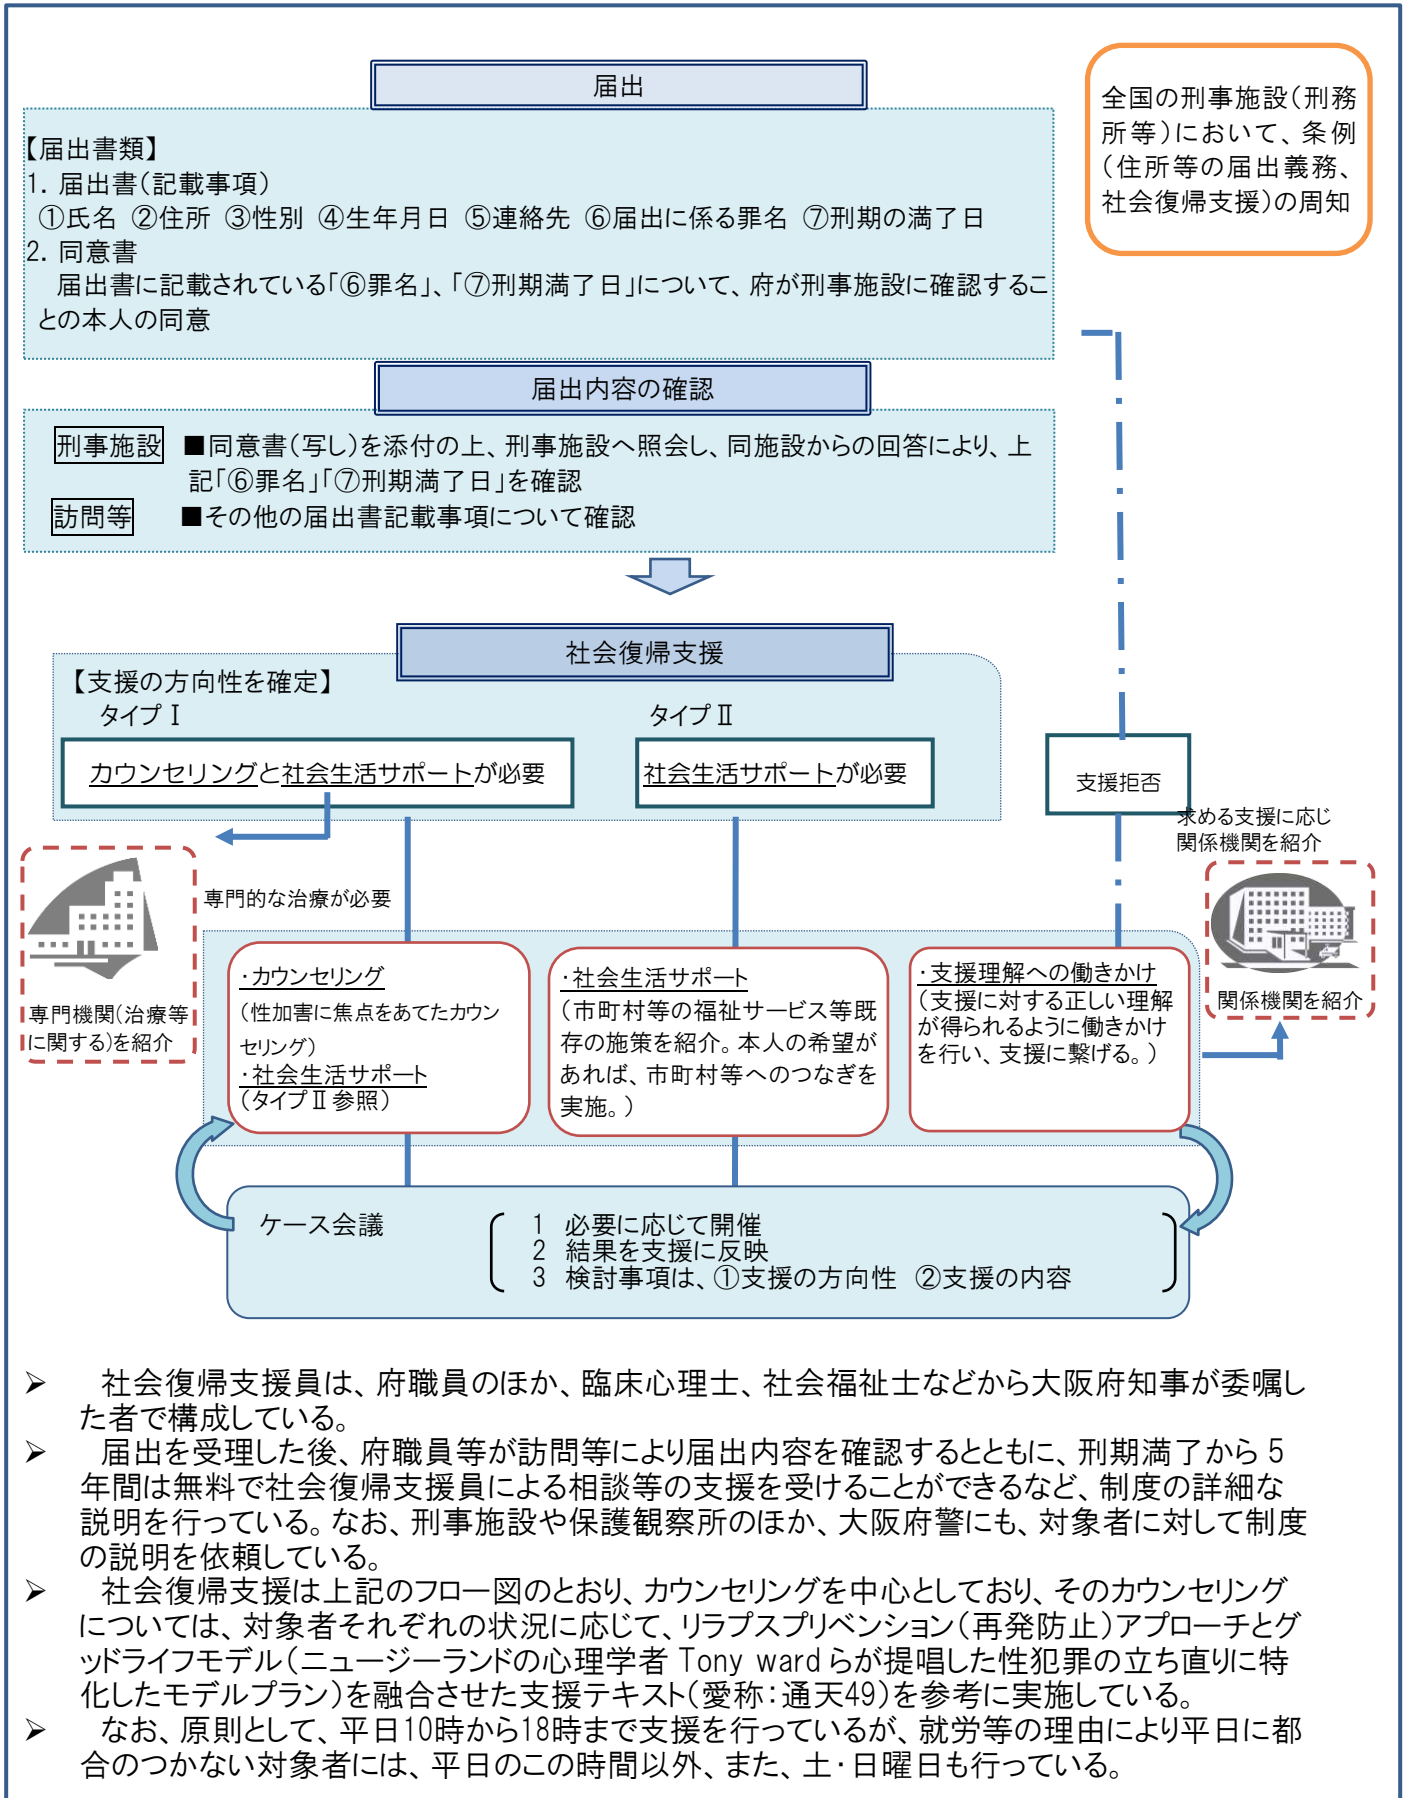 届出
全国の刑事施設（刑務
所等）において、条例
（住所等の届出義務、
社会復帰支援）の周知
【届出書類】
1．届出書（記載事項）
①氏名 ②住所 ③性別 ④生年月日 ⑤連絡先 ⑥届出に係る罪名 ⑦刑期の満了日
2．同意書
届出書に記載されている「⑥罪名」、「⑦刑期満了日」について、府が刑事施設に確認するこ
との本人の同意
届出内容の確認
刑事施設 ■同意書（写し）を添付の上、刑事施設へ照会し、同施設からの回答により、上
記「⑥罪名」「⑦刑期満了日」を確認
訪問等 ■その他の届出書記載事項について確認
社会復帰支援
【支援の方向性を確定】
タイプⅠ
タイプⅡ
カウンセリングと社会生活サポートが必要
社会生活サポートが必要
支援拒否
求める支援に応じ
関係機関を紹介
専門的な治療が必要
専門機関（治療等
に関する）を紹介
・カウンセリング
（性加害に焦点をあてたカウン
セリング）
・社会生活サポート
（タイプⅡ参照）
・社会生活サポート
（市町村等の福祉サービス等既
存の施策を紹介。本人の希望が
あれば、市町村等へのつなぎを
実施。）
・支援理解への働きかけ
（支援に対する正しい理解
が得られるように働きかけ
を行い、支援に繋げる。）
関係機関を紹介
ケース会議
1 必要に応じて開催
2 結果を支援に反映
3 検討事項は、①支援の方向性 ②支援の内容
➢ 社会復帰支援員は、府職員のほか、臨床心理士、社会福祉士などから大阪府知事が委嘱し
た者で構成している。
➢ 届出を受理した後、府職員等が訪問等により届出内容を確認するとともに、刑期満了から 5
年間は無料で社会復帰支援員による相談等の支援を受けることができるなど、制度の詳細な
説明を行っている。なお、刑事施設や保護観察所のほか、大阪府警にも、対象者に対して制度
の説明を依頼している。
➢ 社会復帰支援は上記のフロー図のとおり、カウンセリングを中心としており、そのカウンセリング
については、対象者それぞれの状況に応じて、リラプスプリベンション（再発防止）アプローチとグ
ッドライフモデル（ニュージーランドの心理学者 Tony ward らが提唱した性犯罪の立ち直りに特
化したモデルプラン）を融合させた支援テキスト（愛称：通天49）を参考に実施している。
➢ なお、原則として、平日10時から18時まで支援を行っているが、就労等の理由により平日に都
合のつかない対象者には、平日のこの時間以外、また、土・日曜日も行っている。